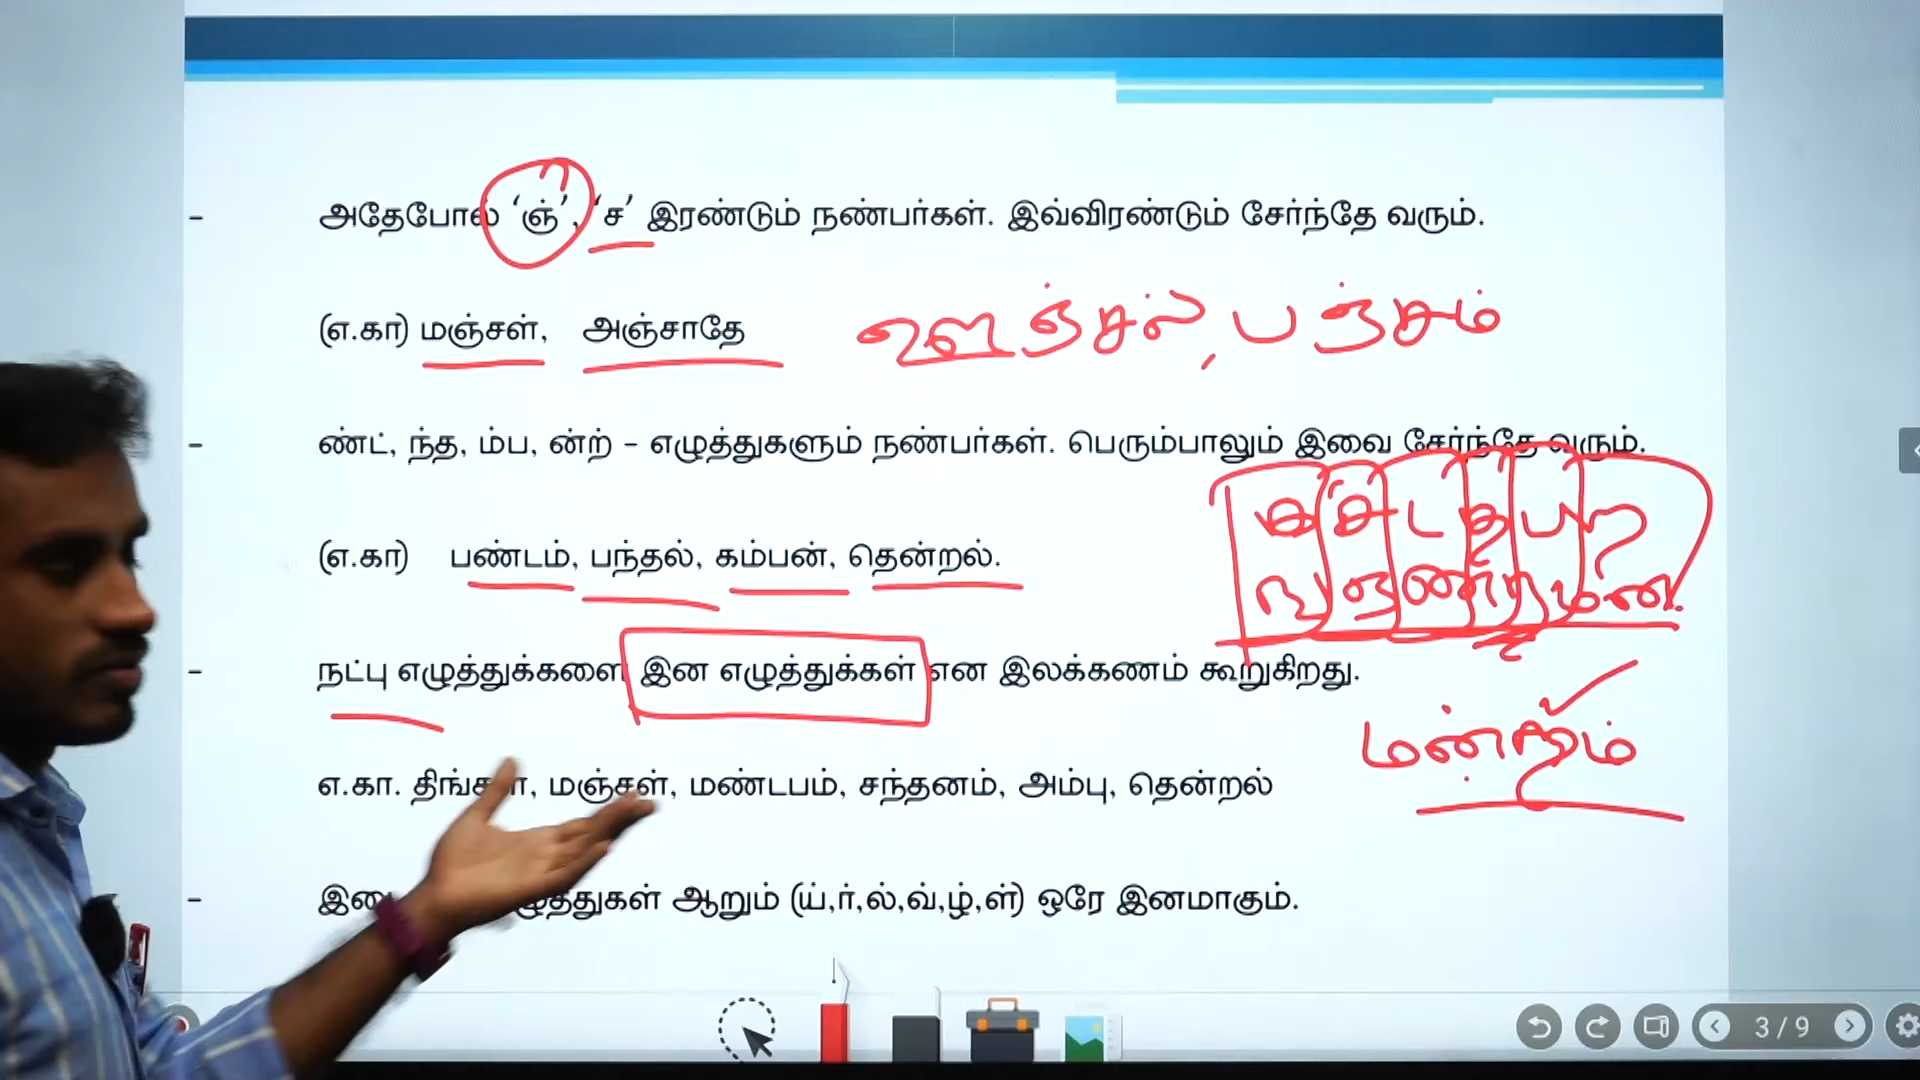 - அதேபோல் ‘ஞ்’, ‘ச’ இரண்டும் நண்பர்கள். இவ்விரண்டும் சேர்ந்தே வரும்.
(எ.கா) மஞ்சள், அஞ்சாதே ஊஞ்சல், பஞ்சம்
- ண்ட், ந்த, ம்ப, ன்ற் – எழுத்துகளும் நண்பர்கள். பெரும்பாலும் இவை சேர்ந்தே வரும்.
க ச ட த ப ற
(எ.கா) பண்டம், பந்தல், கம்பன், தென்றல்.
ங ஞ ண ந ம ன
- நட்பு எழுத்துக்களை இன எழுத்துக்கள் என இலக்கணம் கூறுகிறது.
மன்றம்
எ.கா. திங்கள், மஞ்சள், மண்டபம், சந்தனம், அம்பு, தென்றல்
- ஆறும் (ய்,ர்,ல்,வ்,ழ்,ள்) ஒரே இனமாகும்.
3 / 9